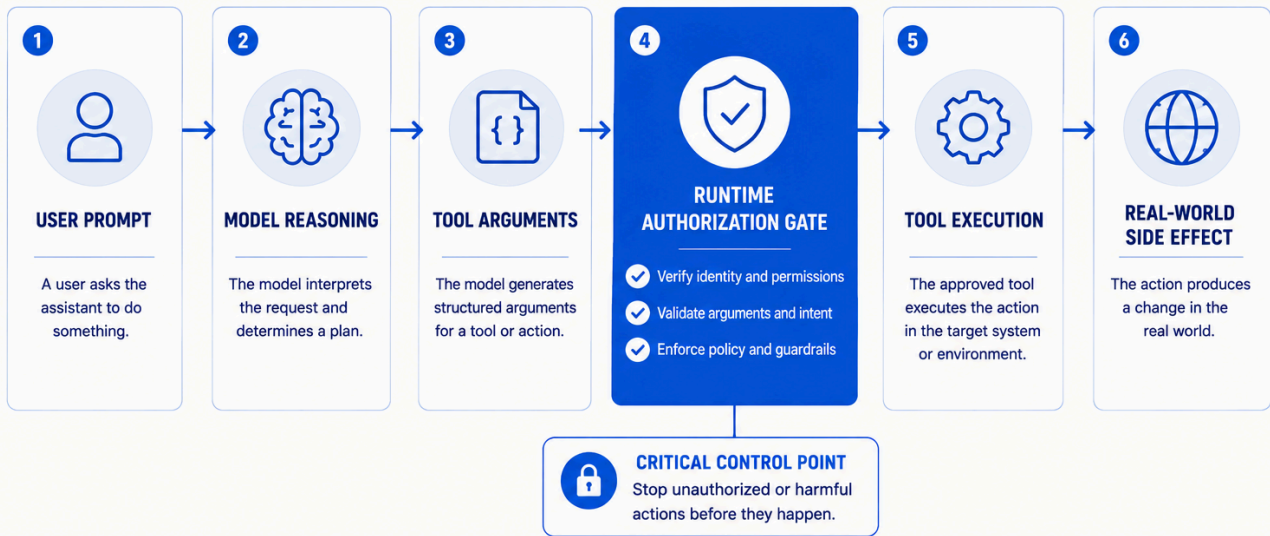 1
USER PROMPT
A user asks the
assistant to do
something.
2
MODEL REASONING
The model interprets
the request and
determines a plan.
3
{ }
TOOL ARGUMENTS
The model generates
structured arguments
for a tool or action.
4
RUNTIME
AUTHORIZATION GATE
Verify identity and permissions
Validate arguments and intent
Enforce policy and guardrails
5
TOOL EXECUTION
The approved tool
executes the action
in the target system
or environment.
6
REAL-WORLD
SIDE EFFECT
The action produces
a change in the
real world.
CRITICAL CONTROL POINT
Stop unauthorized or harmful
actions before they happen.